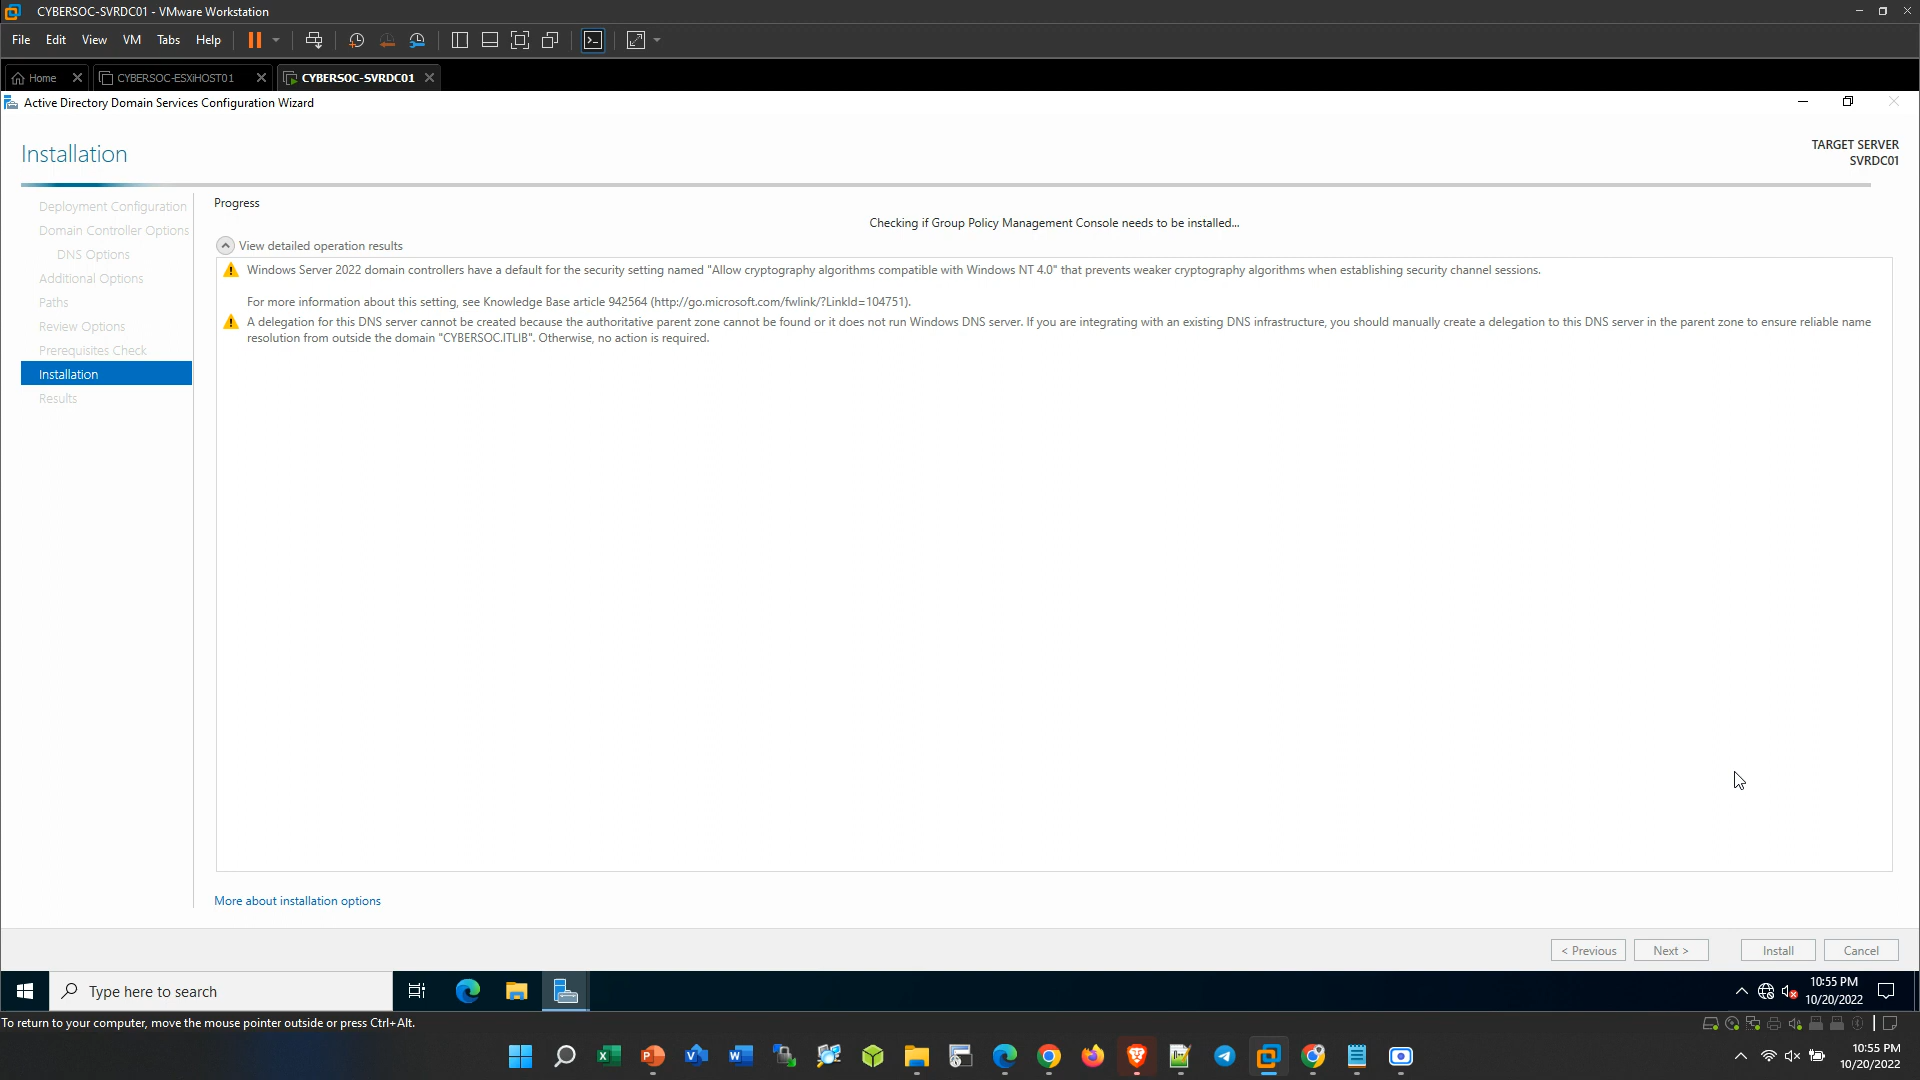 CYBERSOC-SVRDC01 - VMware Workstation
File Edit View VM Tabs Help
Home CYBERSOC-ESXiHOST01 CYBERSOC-SVRDC01
Active Directory Domain Services Configuration Wizard
Installation
TARGET SERVER
SVRDC01
Deployment Configuration
Domain Controller Options
DNS Options
Additional Options
Paths
Review Options
Prerequisites Check
Installation
Results
Progress
Checking if Group Policy Management Console needs to be installed...
View detailed operation results
Windows Server 2022 domain controllers have a default for the security setting named "Allow cryptography algorithms compatible with Windows NT 4.0" that prevents weaker cryptography algorithms when establishing security channel sessions.
For more information about this setting, see Knowledge Base article 942564 (http://go.microsoft.com/fwlink/?LinkId=104751).
A delegation for this DNS server cannot be created because the authoritative parent zone cannot be found or it does not run Windows DNS server. If you are integrating with an existing DNS infrastructure, you should manually create a delegation to this DNS server in the parent zone to ensure reliable name
resolution from outside the domain "CYBERSOC.ITLIB". Otherwise, no action is required.
More about installation options
< Previous Next > Install Cancel
Type here to search
10:55 PM
10/20/2022
To return to your computer, move the mouse pointer outside or press Ctrl+Alt.
10:55 PM
10/20/2022